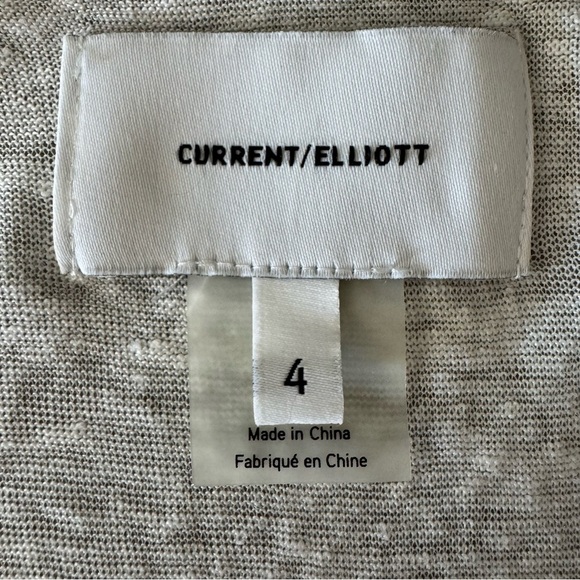 CURRENT/ELLIOTT
4
Made in China
Fabriqué en Chine